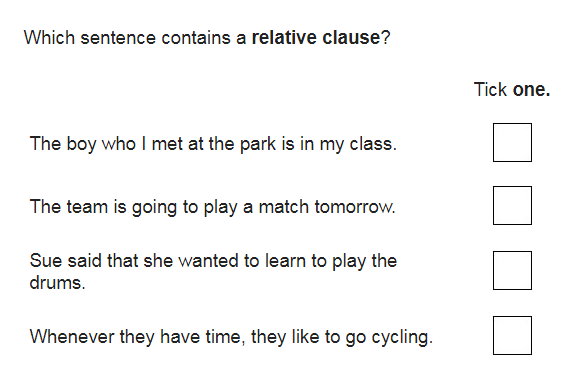 Which sentence contains a relative clause?
Tick one.
The boy who I met at the park is in my class.
The team is going to play a match tomorrow.
Sue said that she wanted to learn to play the
drums.
Whenever they have time, they like to go cycling.